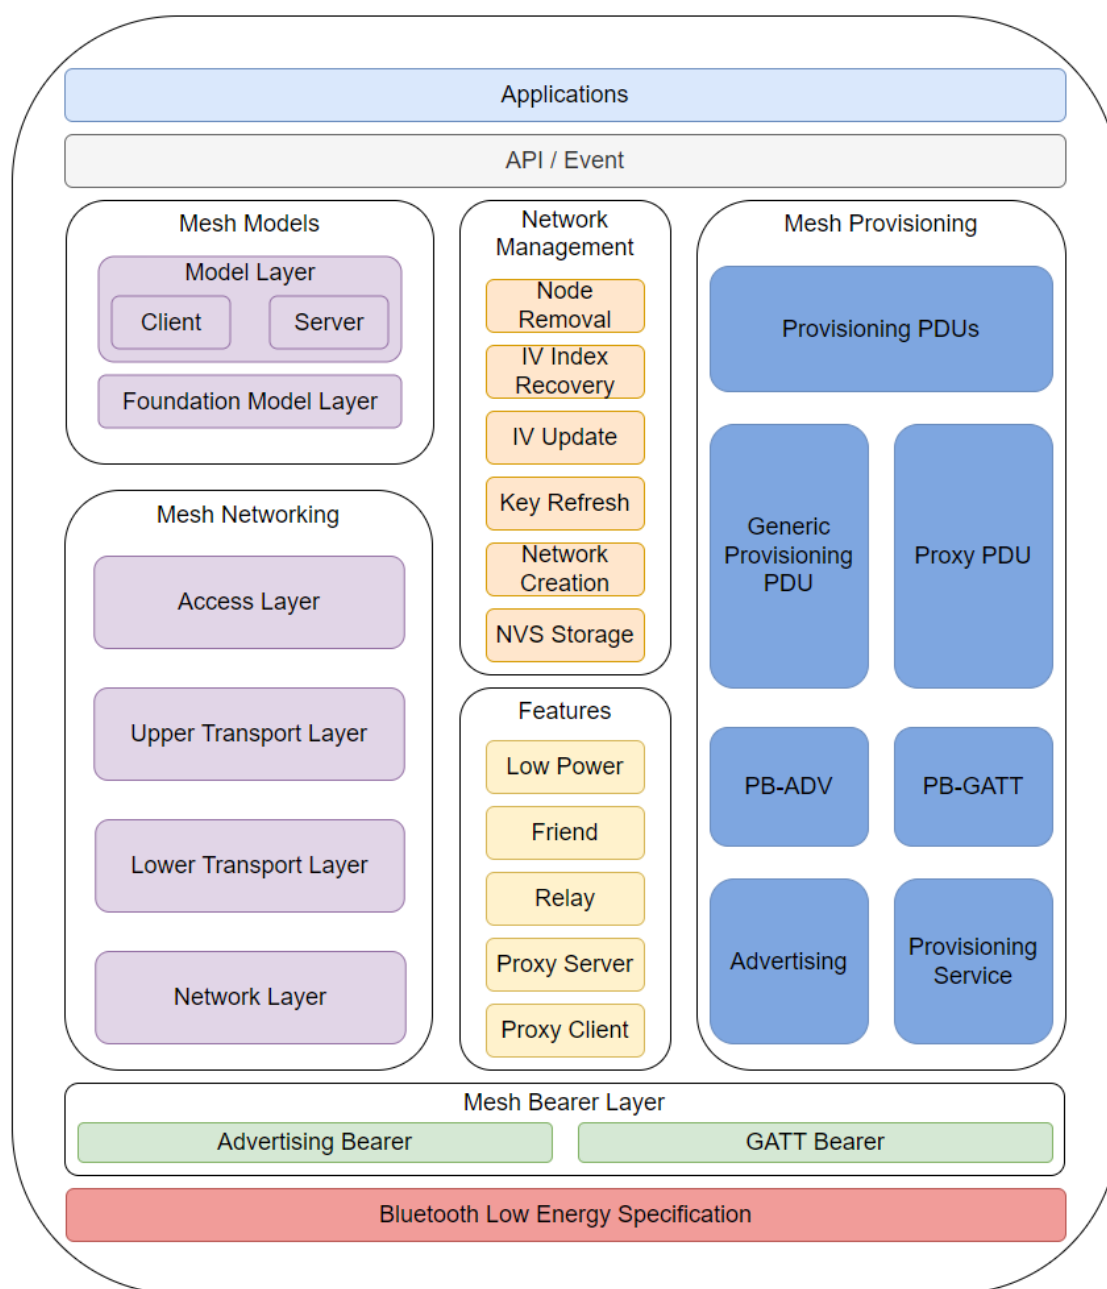 Applications
API / Event
Mesh Models
Model Layer
Client
Server
Foundation Model Layer
Mesh Networking
Access Layer
Upper Transport Layer
Lower Transport Layer
Network Layer
Network
Management
Node
Removal
IV Index
Recovery
IV Update
Key Refresh
Network
Creation
NVS Storage
Features
Low Power
Friend
Relay
Proxy Server
Proxy Client
Mesh Provisioning
Provisioning PDUs
Generic
Provisioning
PDU
Proxy PDU
PB-ADV
PB-GATT
Advertising
Provisioning
Service
Mesh Bearer Layer
Advertising Bearer
GATT Bearer
Bluetooth Low Energy Specification